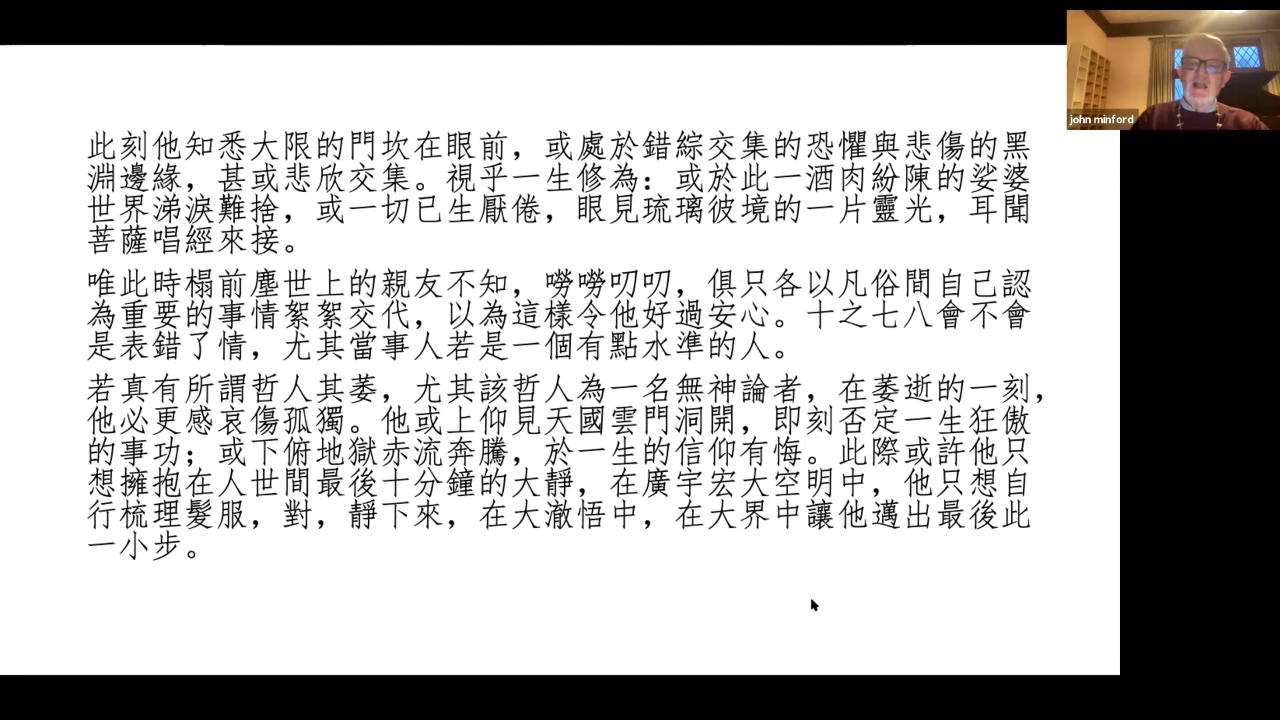 此刻他知悉大限的門坎在眼前，或處於錯綜交集的恐懼與悲傷的黑
淵邊緣，甚或悲欣交集。視乎一生修為：或於此一酒肉紛陳的娑婆
世界涕淚難捨，或一切已生厭倦，眼見琉璃彼境的一片靈光，耳聞
菩薩唱經來接。
唯此時榻前塵世上的親友不知，嘮嘮叨叨，俱只各以凡俗間自己認
為重要的事情絮絮交代，以為這樣令他好過安心。十之七八會不會
是表錯了情，尤其當事人若是一個有點水準的人。
若真有所謂哲人其萎，尤其該哲人為一名無神論者，在萎逝的一刻，
他必更感哀傷孤獨。他或上仰見天國雲門洞開，即刻否定一生狂傲
的事功；或下俯地獄赤流奔騰，於一生的信仰有悔。此際或許他只
想擁抱在人世間最後十分鐘的大靜，在廣宇宏大空明中，他只想自
行梳理髮服，對，靜下來，在大澈悟中，在大界中讓他邁出最後此
一小步。
john minford